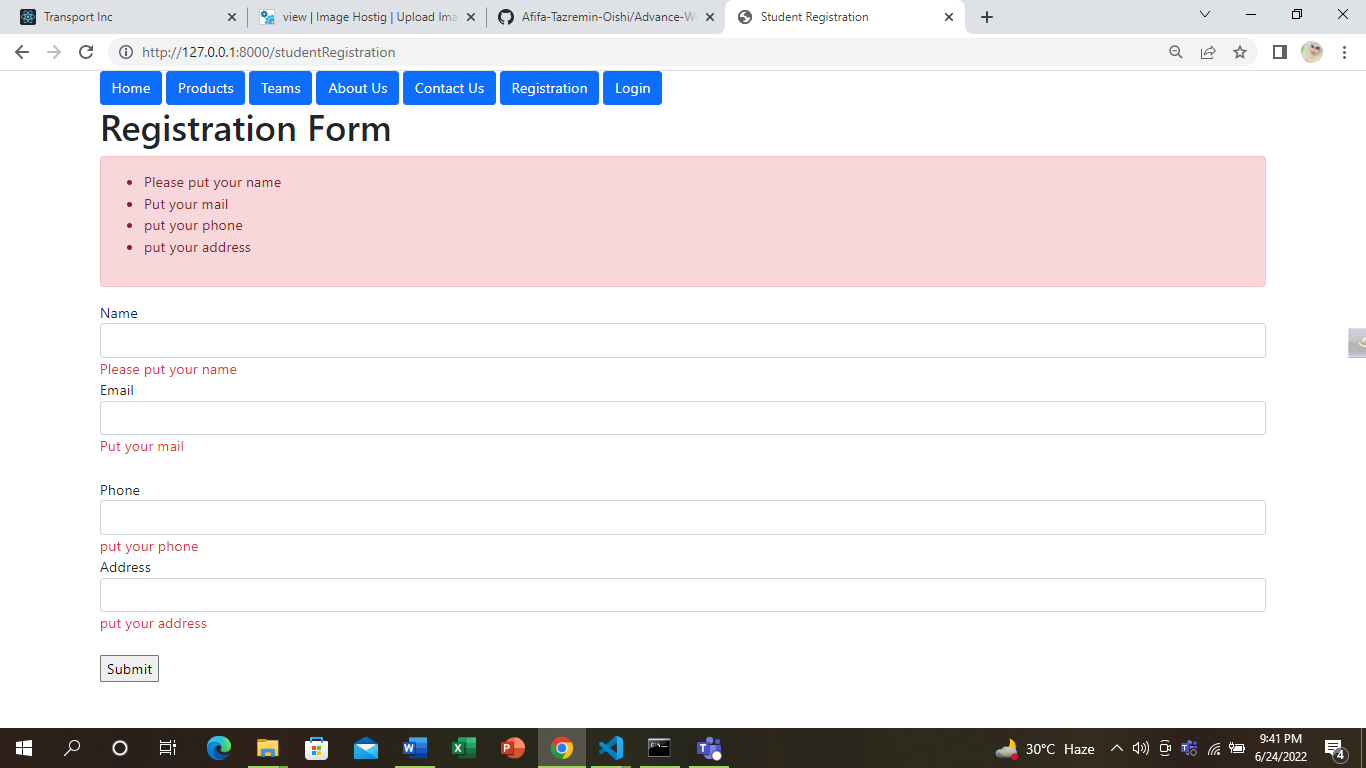 Transport Inc
view | Image Hostig | Upload Ima
Afifa-Tazremin-Oishi/Advance-We
Student Registration
http://127.0.0.1:8000/studentRegistration
Home Products Teams About Us Contact Us Registration Login
Registration Form
• Please put your name
• Put your mail
• put your phone
• put your address
Name
Please put your name
Email
Put your mail
Phone
put your phone
Address
put your address
Submit
30°C Haze
9:41 PM
6/24/2022
4